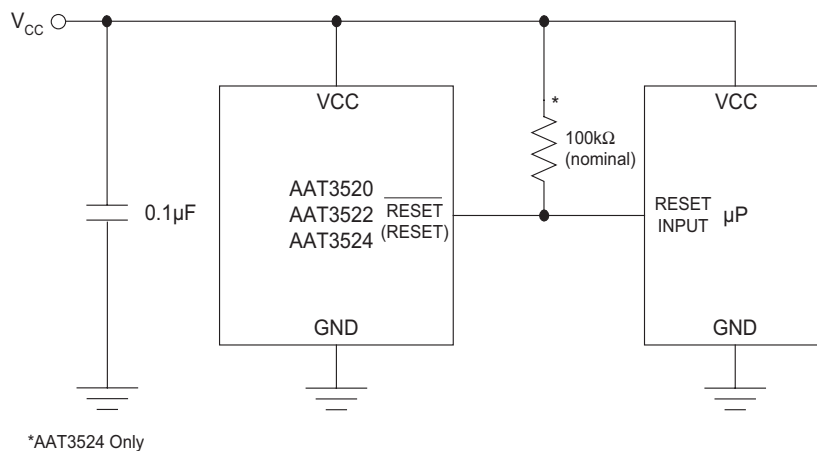 VCC
VCC
*
VCC
100kΩ
(nominal)
AAT3520
AAT3522
AAT3524
RESET
(RESET)
0.1µF
RESET
INPUT
µP
GND
GND
*AAT3524 Only